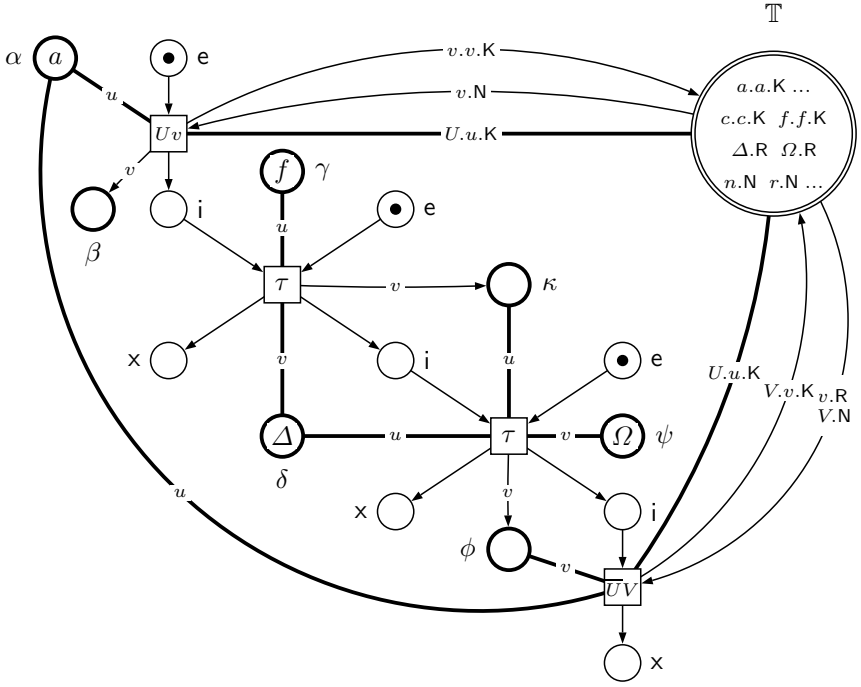 𝕋
α a e
u
v.v.K
a.a.K ...
v.N
c.c.K f.f.K
Uv
U.u.K
Δ.R Ω.R
v
f γ
n.N r.N ...
i e
β
u
τ v κ
x v i u e
U.u.K V.v.K v.R
V.N
Δ u τ v Ω ψ
δ
u
v
x i
φ
v
UV
x